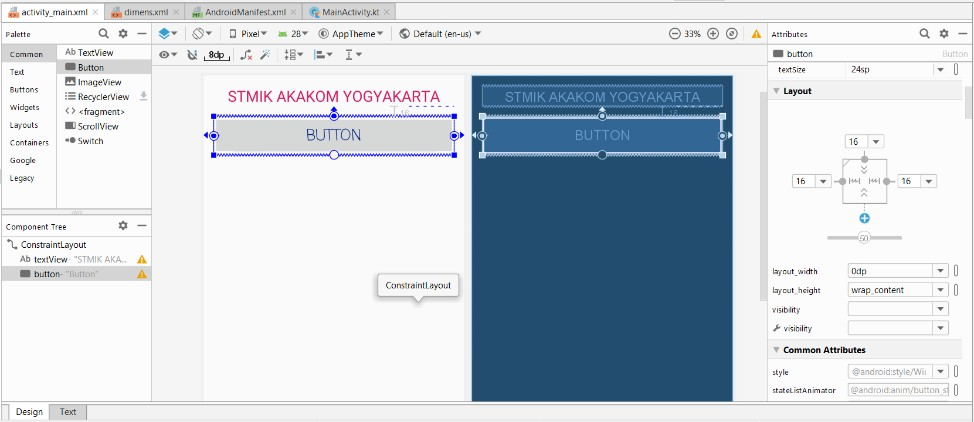 activity_main.xml
dimens.xml
AndroidManifest.xml
MainActivity.kt
Palette
Common
Text
Buttons
Widgets
Layouts
Containers
Google
Legacy
Ab TextView
Button
ImageView
RecyclerView
<fragment>
ScrollView
Switch
Pixel
28
AppTheme
Default (en-us)
33%
8dp
STMIK AKAKOM YOGYAKARTA
BUTTON
STMIK AKAKOM YOGYAKARTA
BUTTON
ConstraintLayout
Component Tree
ConstraintLayout
Ab textView- "STMIK AKA...
button- "Button"
Design
Text
Attributes
button
Button
textSize
24sp
Layout
16
16
16
50
layout_width
0dp
layout_height
wrap_content
visibility
visibility
Common Attributes
style
@android:style/Wi
stateListAnimator
@android:anim/button_st